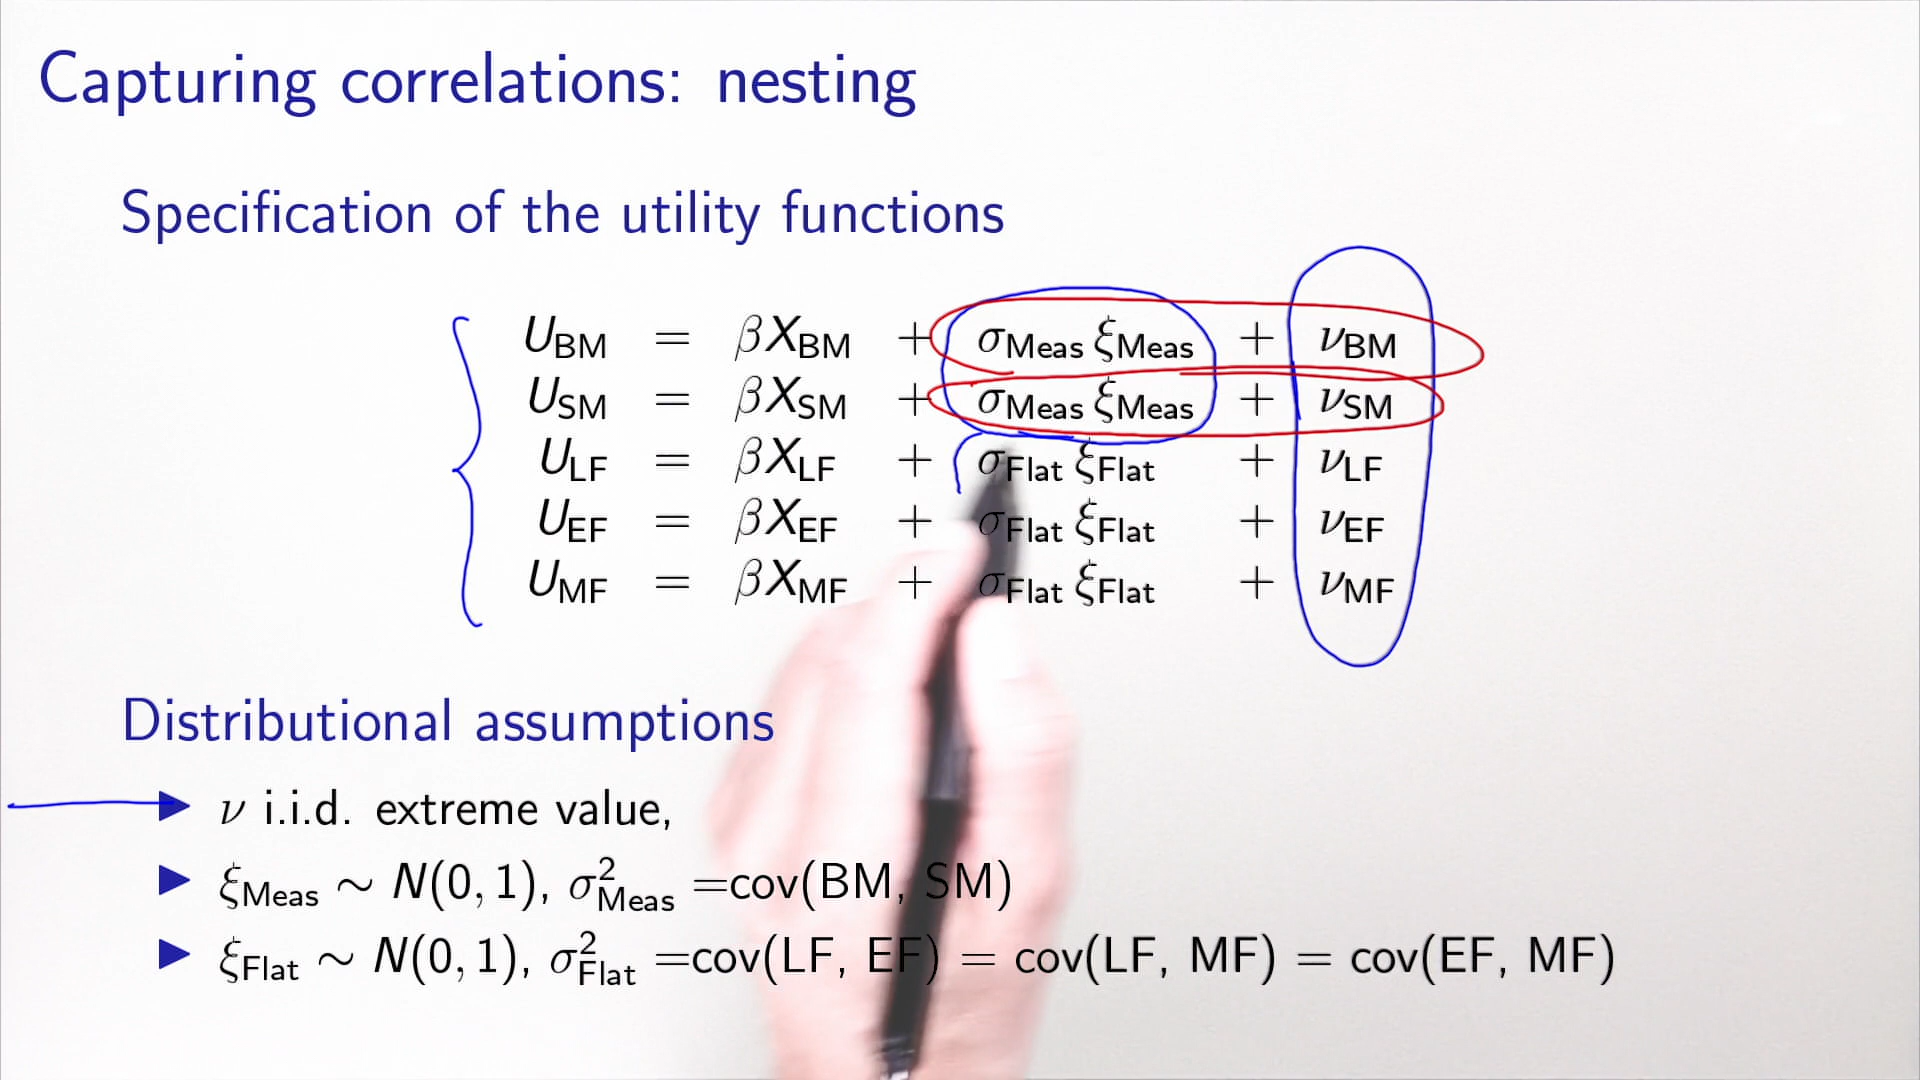 Capturing correlations: nesting
Specification of the utility functions
U_BM = βX_BM + σ_Meas ξ_Meas + ν_BM
U_SM = βX_SM + σ_Meas ξ_Meas + ν_SM
U_LF = βX_LF + σ_Flat ξ_Flat + ν_LF
U_EF = βX_EF + σ_Flat ξ_Flat + ν_EF
U_MF = βX_MF + σ_Flat ξ_Flat + ν_MF
Distributional assumptions
▶ ν i.i.d. extreme value,
▶ ξ_Meas ~ N(0, 1), σ²_Meas =cov(BM, SM)
▶ ξ_Flat ~ N(0, 1), σ²_Flat =cov(LF, EF) = cov(LF, MF) = cov(EF, MF)